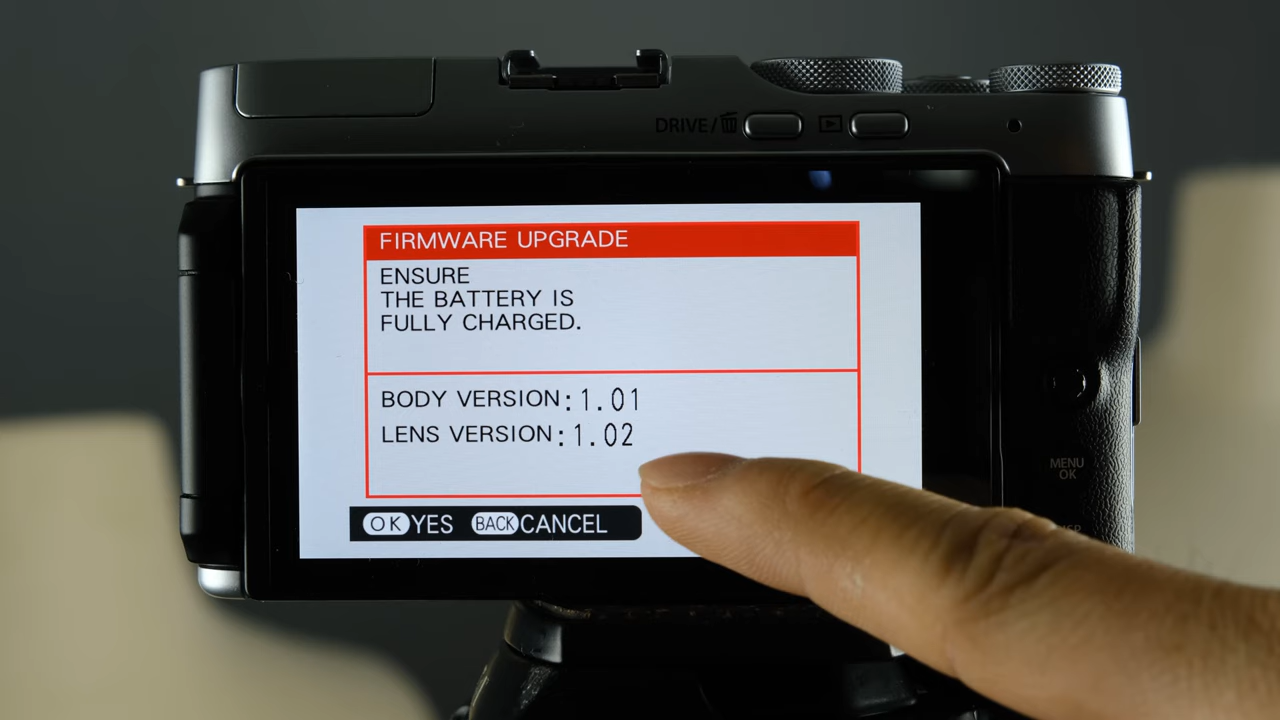 DRIVE/
FIRMWARE UPGRADE
ENSURE
THE BATTERY IS
FULLY CHARGED.
BODY VERSION:1.01
LENS VERSION:1.02
MENU
OK
OK YES BACK CANCEL